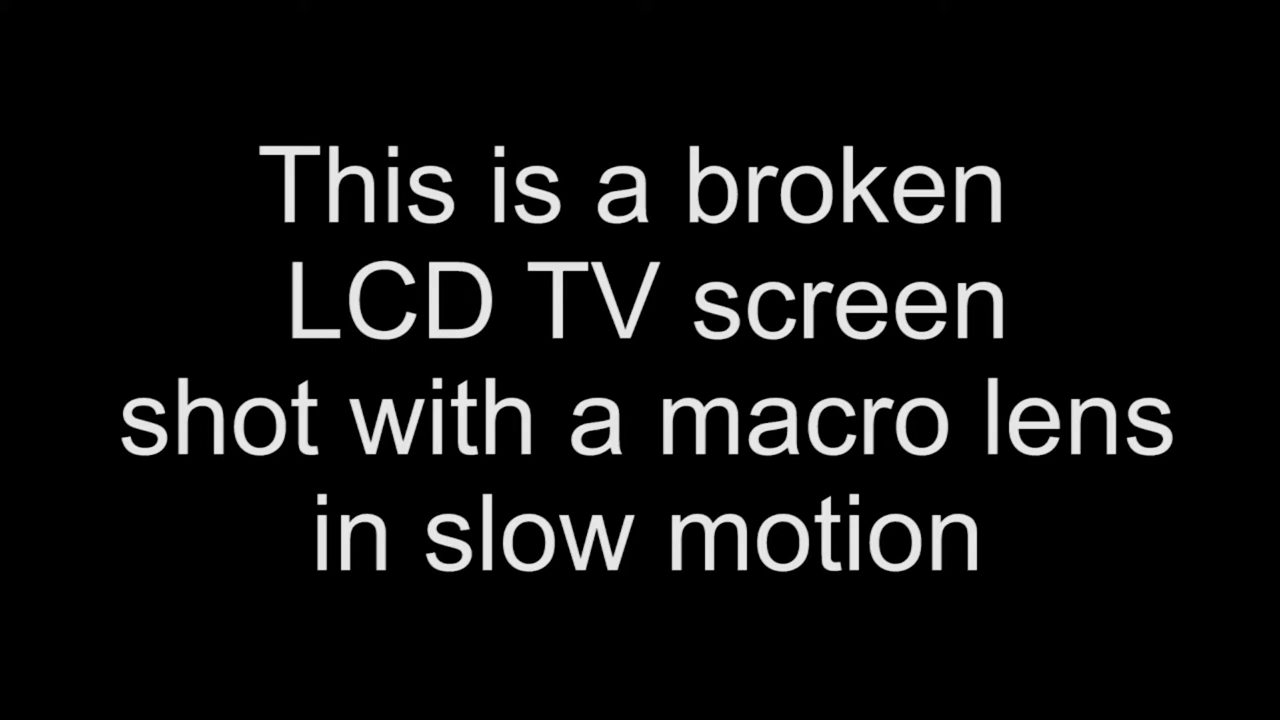 This is a broken
LCD TV screen
shot with a macro lens
in slow motion